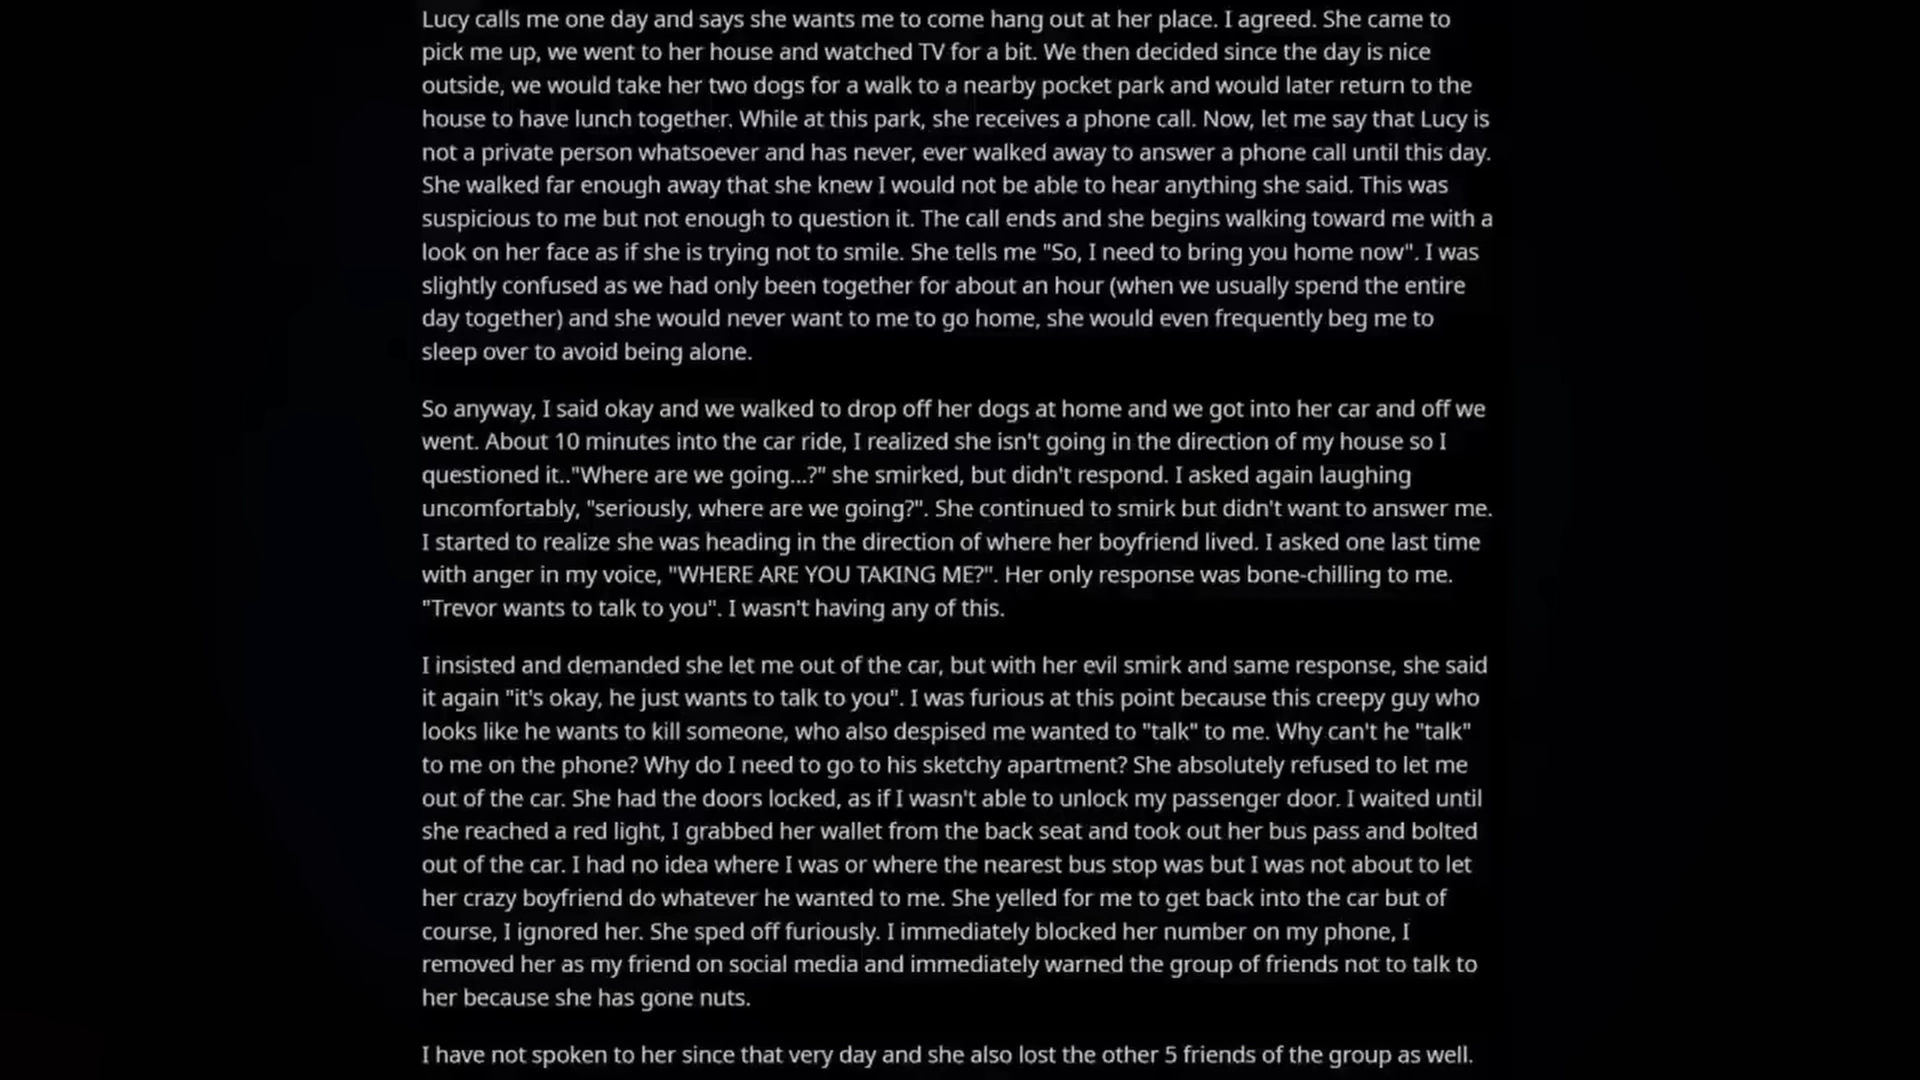 Lucy calls me one day and says she wants me to come hang out at her place. I agreed. She came to
pick me up, we went to her house and watched TV for a bit. We then decided since the day is nice
outside, we would take her two dogs for a walk to a nearby pocket park and would later return to the
house to have lunch together. While at this park, she receives a phone call. Now, let me say that Lucy is
not a private person whatsoever and has never, ever walked away to answer a phone call until this day.
She walked far enough away that she knew I would not be able to hear anything she said. This was
suspicious to me but not enough to question it. The call ends and she begins walking toward me with a
look on her face as if she is trying not to smile. She tells me "So, I need to bring you home now". I was
slightly confused as we had only been together for about an hour (when we usually spend the entire
day together) and she would never want to me to go home, she would even frequently beg me to
sleep over to avoid being alone.
So anyway, I said okay and we walked to drop off her dogs at home and we got into her car and off we
went. About 10 minutes into the car ride, I realized she isn't going in the direction of my house so I
questioned it.."Where are we going...?" she smirked, but didn't respond. I asked again laughing
uncomfortably, "seriously, where are we going?". She continued to smirk but didn't want to answer me.
I started to realize she was heading in the direction of where her boyfriend lived. I asked one last time
with anger in my voice, "WHERE ARE YOU TAKING ME?". Her only response was bone-chilling to me.
"Trevor wants to talk to you". I wasn't having any of this.
I insisted and demanded she let me out of the car, but with her evil smirk and same response, she said
it again "it's okay, he just wants to talk to you". I was furious at this point because this creepy guy who
looks like he wants to kill someone, who also despised me wanted to "talk" to me. Why can't he "talk"
to me on the phone? Why do I need to go to his sketchy apartment? She absolutely refused to let me
out of the car. She had the doors locked, as if I wasn't able to unlock my passenger door. I waited until
she reached a red light, I grabbed her wallet from the back seat and took out her bus pass and bolted
out of the car. I had no idea where I was or where the nearest bus stop was but I was not about to let
her crazy boyfriend do whatever he wanted to me. She yelled for me to get back into the car but of
course, I ignored her. She sped off furiously. I immediately blocked her number on my phone, I
removed her as my friend on social media and immediately warned the group of friends not to talk to
her because she has gone nuts.
I have not spoken to her since that very day and she also lost the other 5 friends of the group as well.